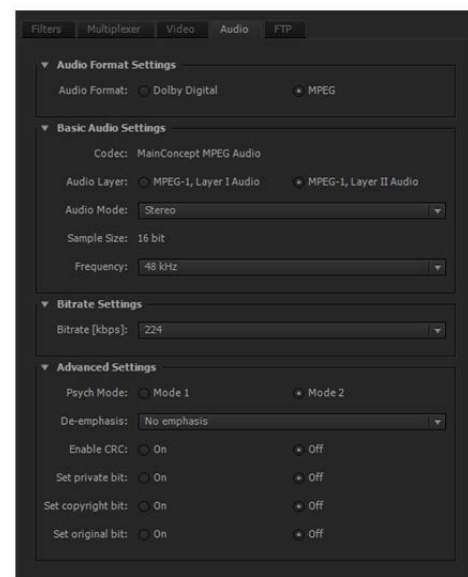 Filters Multiplexer Video Audio FTP
Audio Format Settings
Audio Format: Dolby Digital MPEG
Basic Audio Settings
Codec: MainConcept MPEG Audio
Audio Layer: MPEG-1, Layer I Audio MPEG-1, Layer II Audio
Audio Mode: Stereo
Sample Size: 16 bit
Frequency: 48 kHz
Bitrate Settings
Bitrate [kbps]: 224
Advanced Settings
Psych Mode: Mode 1 Mode 2
De-emphasis: No emphasis
Enable CRC: On Off
Set private bit: On Off
Set copyright bit: On Off
Set original bit: On Off